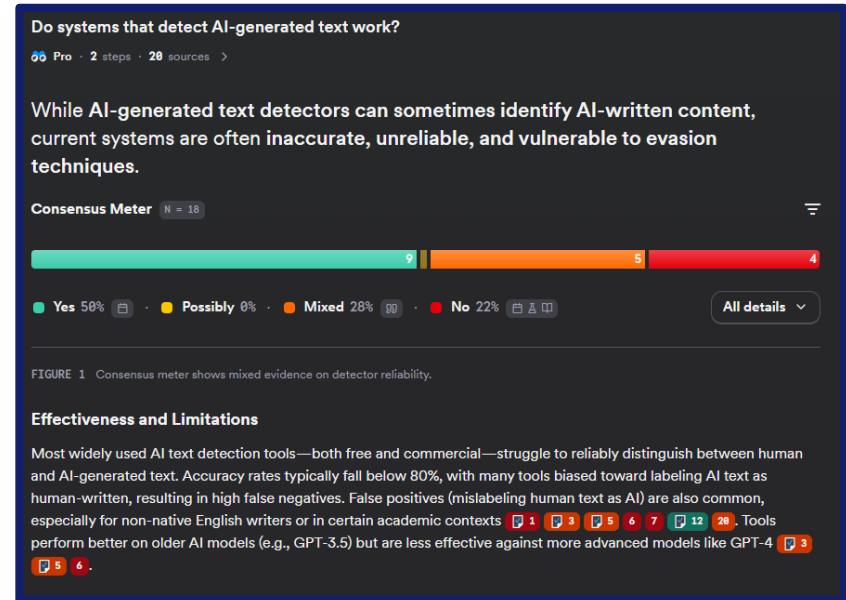 Do systems that detect AI-generated text work?
Pro · 2 steps · 20 sources >
While AI-generated text detectors can sometimes identify AI-written content,
current systems are often inaccurate, unreliable, and vulnerable to evasion
techniques.
Consensus Meter N = 18
9 5 4
Yes 50% · Possibly 0% · Mixed 28% · No 22% All details
FIGURE 1 Consensus meter shows mixed evidence on detector reliability.
Effectiveness and Limitations
Most widely used AI text detection tools—both free and commercial—struggle to reliably distinguish between human
and AI-generated text. Accuracy rates typically fall below 80%, with many tools biased toward labeling AI text as
human-written, resulting in high false negatives. False positives (mislabeling human text as AI) are also common,
especially for non-native English writers or in certain academic contexts 1 3 5 6 7 12 20 . Tools
perform better on older AI models (e.g., GPT-3.5) but are less effective against more advanced models like GPT-4 3
5 6 .